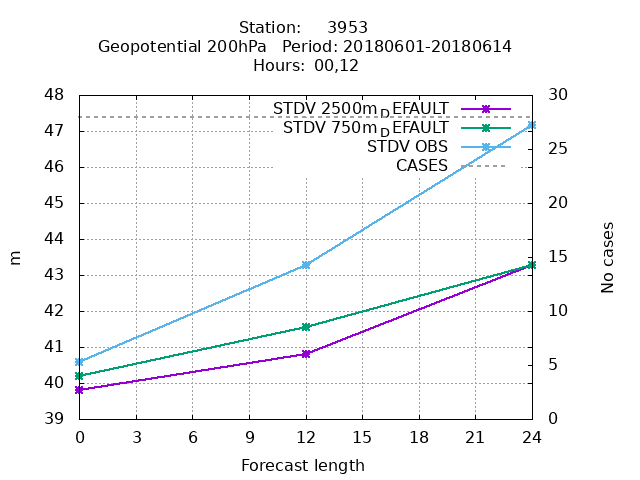 Station: 3953
Geopotential 200hPa Period: 20180601-20180614
Hours: 00,12
48
47
46
45
44
43
42
41
40
39
m
STDV 2500m_DEFAULT
STDV 750m_DEFAULT
STDV OBS
CASES
30
25
20
15
10
5
0
No cases
0 3 6 9 12 15 18 21 24
Forecast length